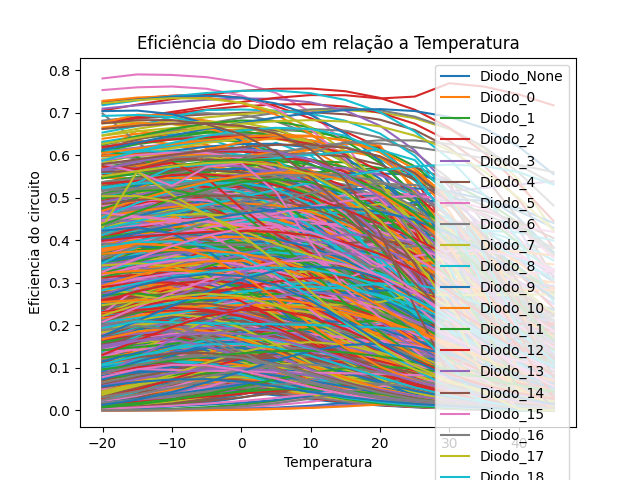 Eficiência do Diodo em relação a Temperatura
Eficiencia do circuito
0.8
0.7
0.6
0.5
0.4
0.3
0.2
0.1
0.0
−20
−10
0
10
20
30
40
Temperatura
Diodo_None
Diodo_0
Diodo_1
Diodo_2
Diodo_3
Diodo_4
Diodo_5
Diodo_6
Diodo_7
Diodo_8
Diodo_9
Diodo_10
Diodo_11
Diodo_12
Diodo_13
Diodo_14
Diodo_15
Diodo_16
Diodo_17
Diodo_18